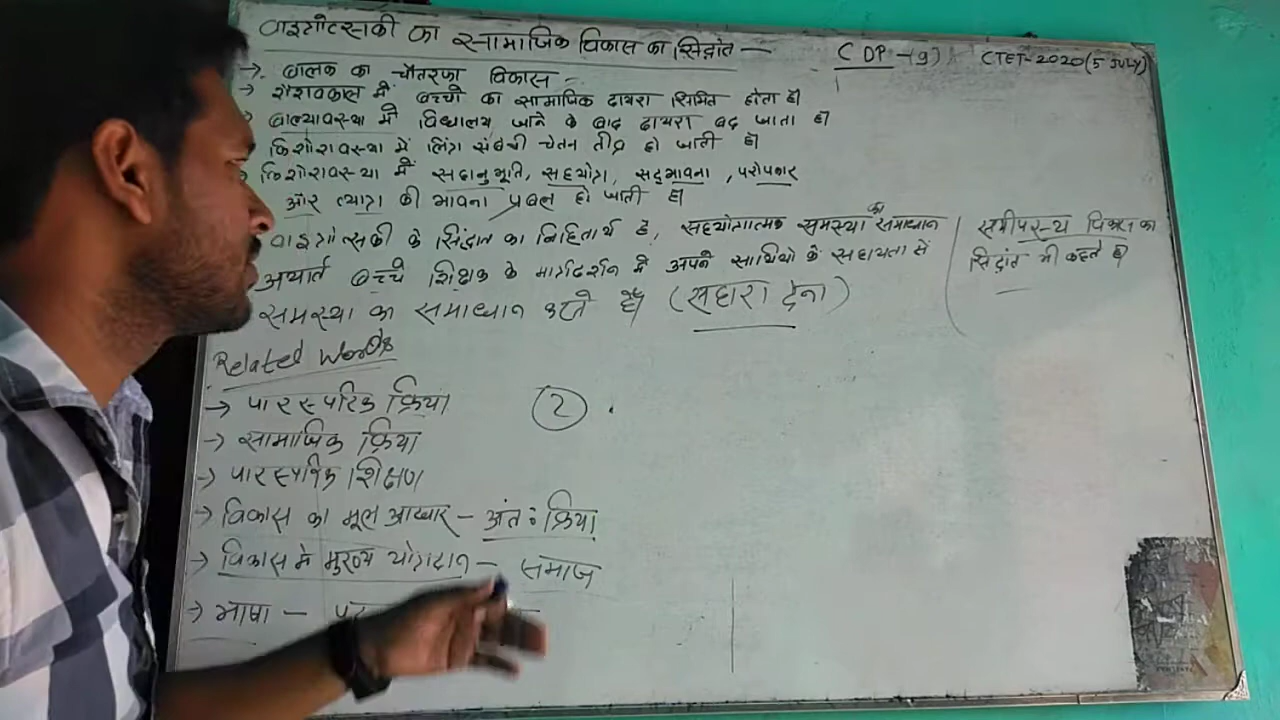 वाइगोत्सकी का सामाजिक विकास का सिद्वांत —
CDP-(9)
CTET-2020(5 JULY)
→ बालक का चौतरफा विकास -
→ शैशवकाल में बच्चो का सामाजिक दायरा सिमित होता है।
बाल्यावस्था में विद्यालय जाने के बाद दायरा बढ़ जाता है।
किशोरावस्था में लिंग संबंधी चेतन तीव्र हो जाती है।
किशोरावस्था में सहानुभूति, सहयोग, सद्भावना, परोपकार
और त्याग की भावना प्रबल हो जाती है।
वाइगोत्सकी के सिद्वांत का निहितार्थ है, सहयोगात्मक समस्या का समाधान
अथार्त बच्चे शिक्षक के मार्गदर्शन में अपने साथियो के सहायता से
समस्या का समाधान करते हैं। (सहारा देना)
समीपस्थ विकास का
सिद्वांत भी कहते है
Related Words
→ पारस्परिक क्रिया
→ सामाजिक क्रिया
→ पारस्परिक शिक्षण
→ विकास का मूल आधार - अंतःक्रिया
→ विकास मे मुख्य योगदान - समाज
→ भाषा —
2